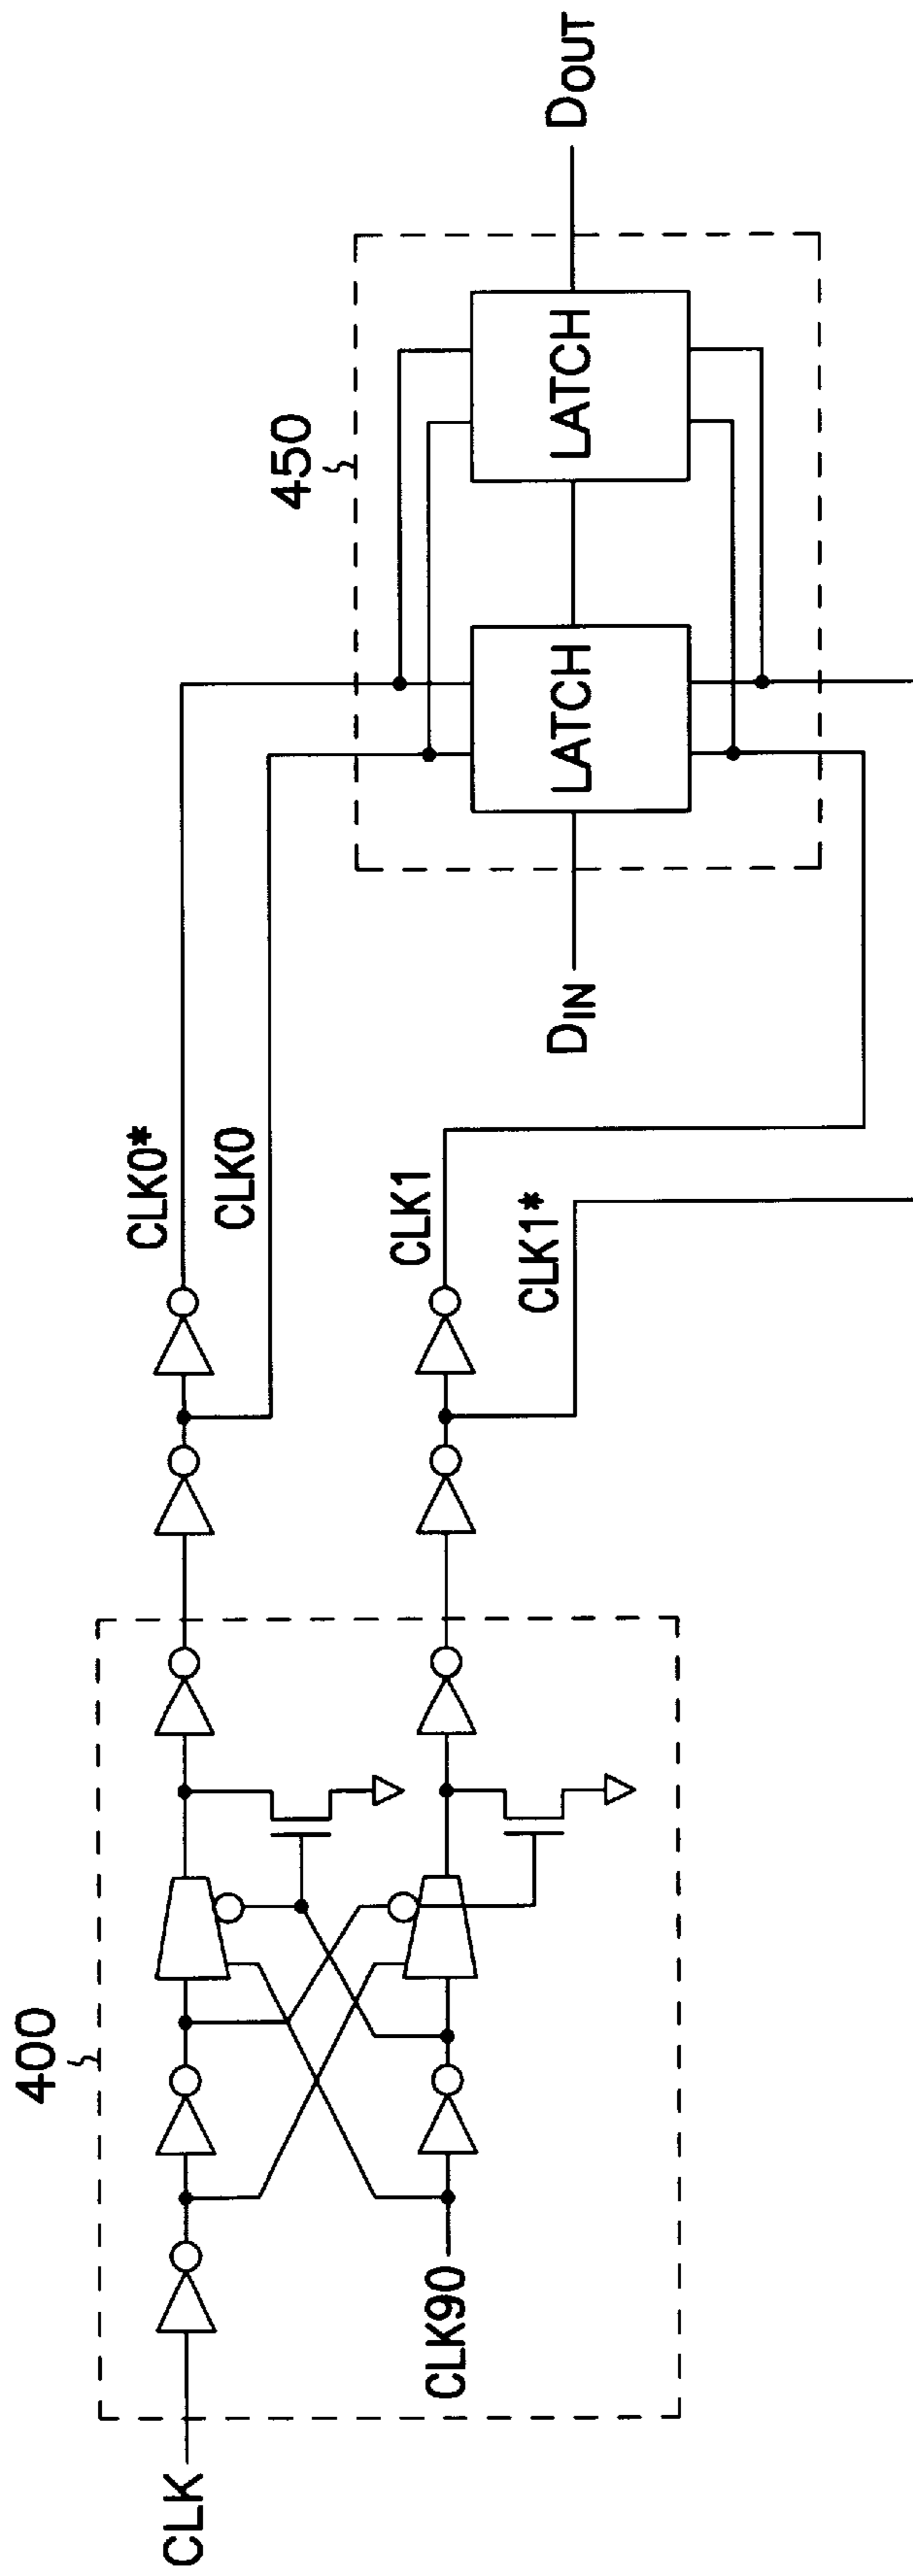 400
CLK
CLK90
CLK0*
CLK0
CLK1
CLK1*
450
DIN
LATCH
LATCH
DOUT